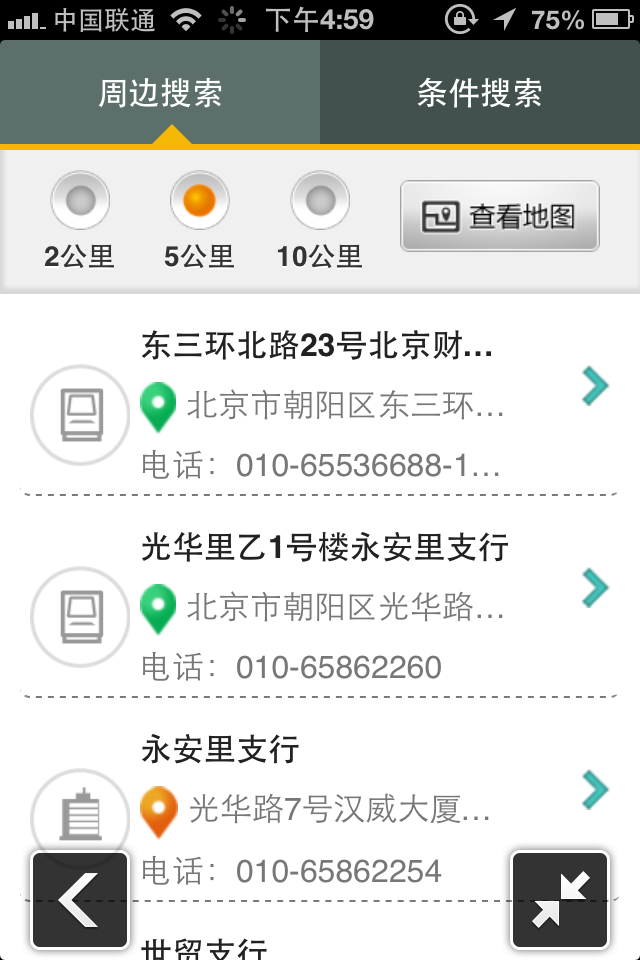 中国联通 下午4:59 75%
周边搜索 条件搜索
2公里 5公里 10公里 查看地图
东三环北路23号北京财...
北京市朝阳区东三环...
电话：010-65536688-1...
光华里乙1号楼永安里支行
北京市朝阳区光华路...
电话：010-65862260
永安里支行
光华路7号汉威大厦...
电话：010-65862254
世贸支行